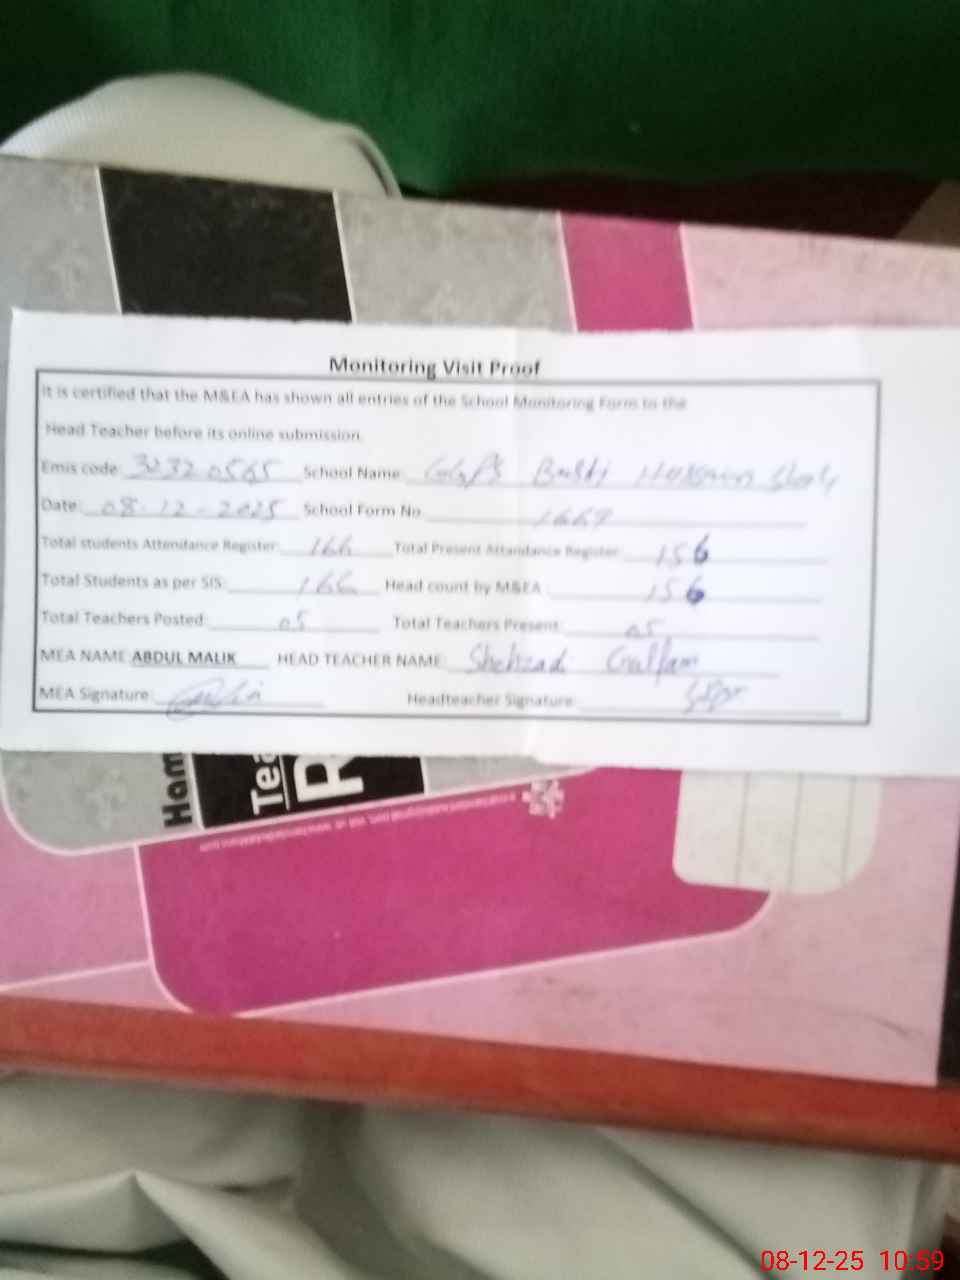 Monitoring Visit Proof
It is certified that the M&EA has shown all entries of the School Monitoring Form to the
Head Teacher before its online submission.
Emis code: 32320565 School Name: Basti
Date: 08-12-2025 School Form No. 1669
Total students Attendance Register: 166 Total Present Attandance Register: 156
Total Students as per SIS: 166 Head count by M&EA 156
Total Teachers Posted: 05 Total Teachers Present: 05
MEA NAME: ABDUL MALIK HEAD TEACHER NAME: Shehzad
MEA Signature: Headteacher Signature:
Ham
Tea
R
08-12-25 10:59